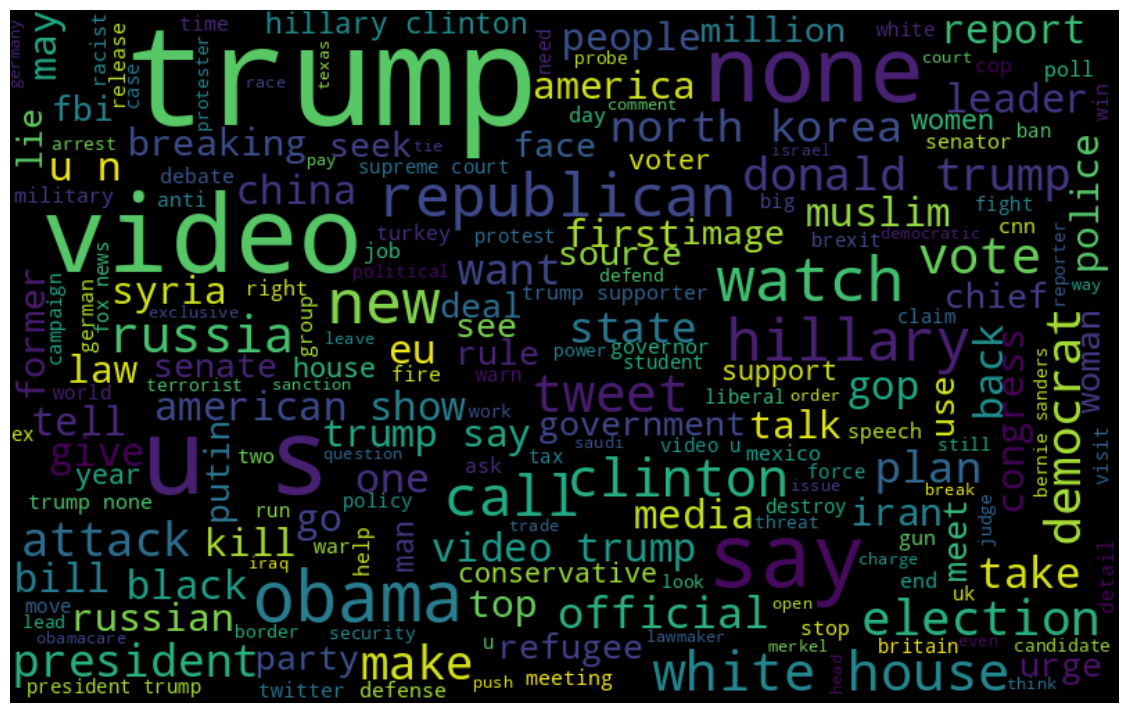 germany
may
racist
release
case
time
hillary clinton
protester
race
texas
trump
need
people
million
america
probe
comment
none
white
court
cop
report
poll
win
leader
lie
fbi
arrest
breaking
seek
tie
pay
face
day
north korea
women
ban
senator
u n
debate
supreme court
voter
israel
donald trump
police
military
anti
china
republican
big
muslim
fight
cnn
video
turkey
job
protest
firstimage
source
brexit
democratic
reporter
vote
way
former
campaign
fox news
german
syria
right
exclusive
group
political
want
defend
watch
chief
new
deal
trump supporter
see
state
claim
russia
leave
eu
rule
power
governor
student
hillary
congress
back
democrat
woman
law
senate
house
fire
warn
support
gop
use
world
terrorist
sanction
tweet
liberal
order
bernie sanders
visit
tell
american
show
work
government
talk
speech
still
ex
give
u s
putin
two
question
trump say
saudi
video u
mexico
year
one
ask
tax
clinton
issue
force
plan
break
trump none
run
policy
call
destroy
attack
kill
iraq
war
go
help
man
trade
media
threat
iran
gun
judge
meet
video trump
say
charge
bill
black
conservative
look
end
take
detail
obama
top
official
open
uk
move
lead
russian
border
security
u
refugee
lawmaker
stop
election
obamacare
merkel
britain
even
candidate
president
party
make
push
meeting
white house
head
urge
think
president trump
twitter
defense